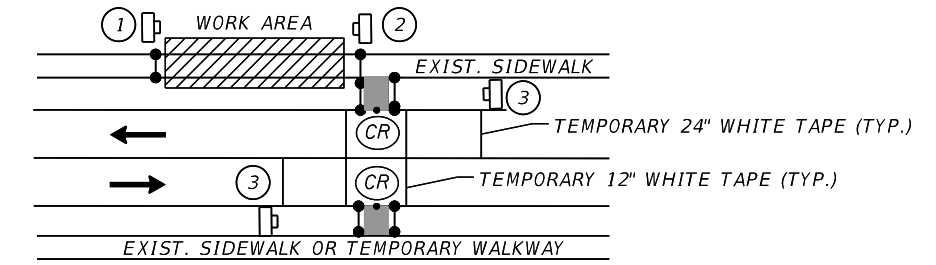 1
WORK AREA
2
EXIST. SIDEWALK
3
CR
TEMPORARY 24" WHITE TAPE (TYP.)
3
CR
TEMPORARY 12" WHITE TAPE (TYP.)
EXIST. SIDEWALK OR TEMPORARY WALKWAY